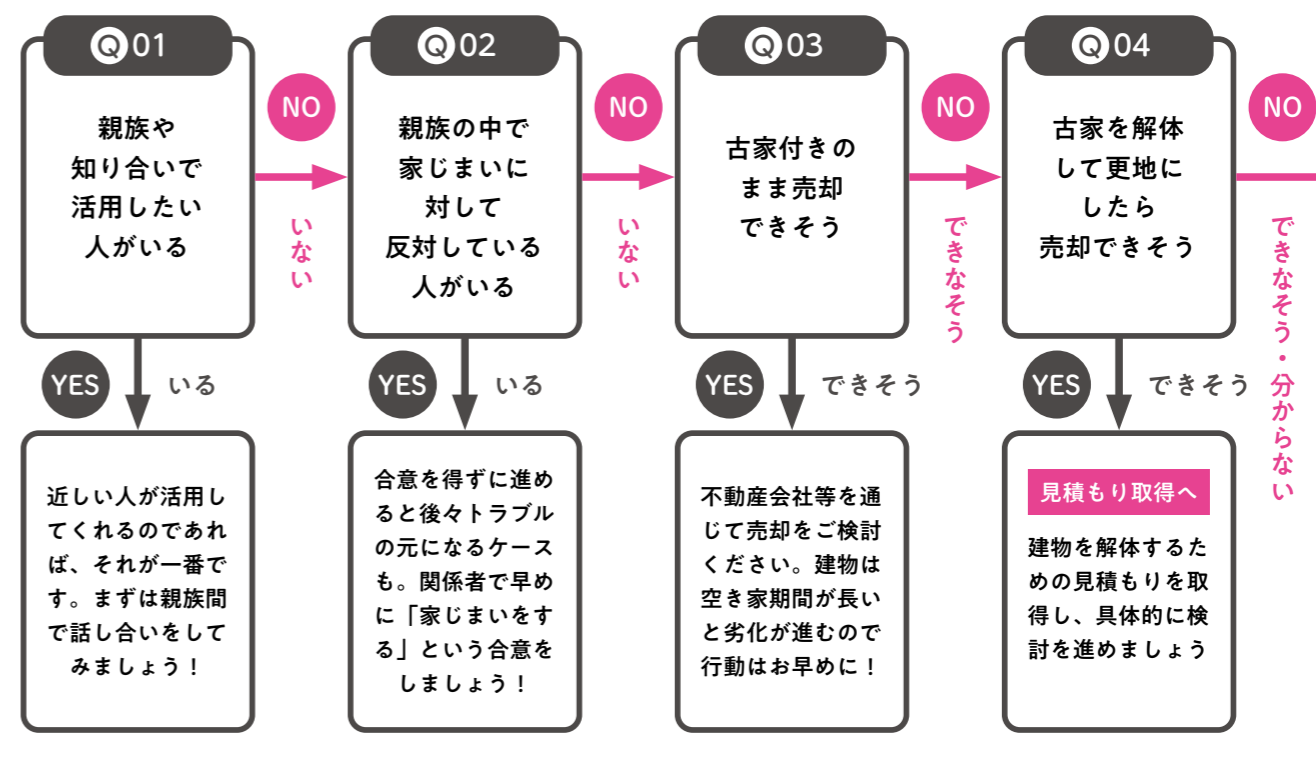 Q01
親族や
知り合いで
活用したい
人がいる
NO
いない
YES
いる
近しい人が活用し
てくれるのであれ
ば、それが一番で
す。まずは親族間
で話し合いをして
みましょう！
Q02
親族の中で
家じまいに
対して
反対している
人がいる
NO
いない
YES
いる
合意を得ずに進め
ると後々トラブル
の元になるケース
も。関係者で早め
に「家じまいをす
る」という合意を
しましょう！
Q03
古家付きの
まま売却
できそう
NO
できなそう
YES
できそう
不動産会社等を通
じて売却をご検討
ください。建物は
空き家期間が長い
と劣化が進むので
行動はお早めに！
Q04
古家を解体
して更地に
したら
売却できそう
NO
できなそう・分からない
YES
できそう
見積もり取得へ
建物を解体するた
めの見積もりを取
得し、具体的に検
討を進めましょう